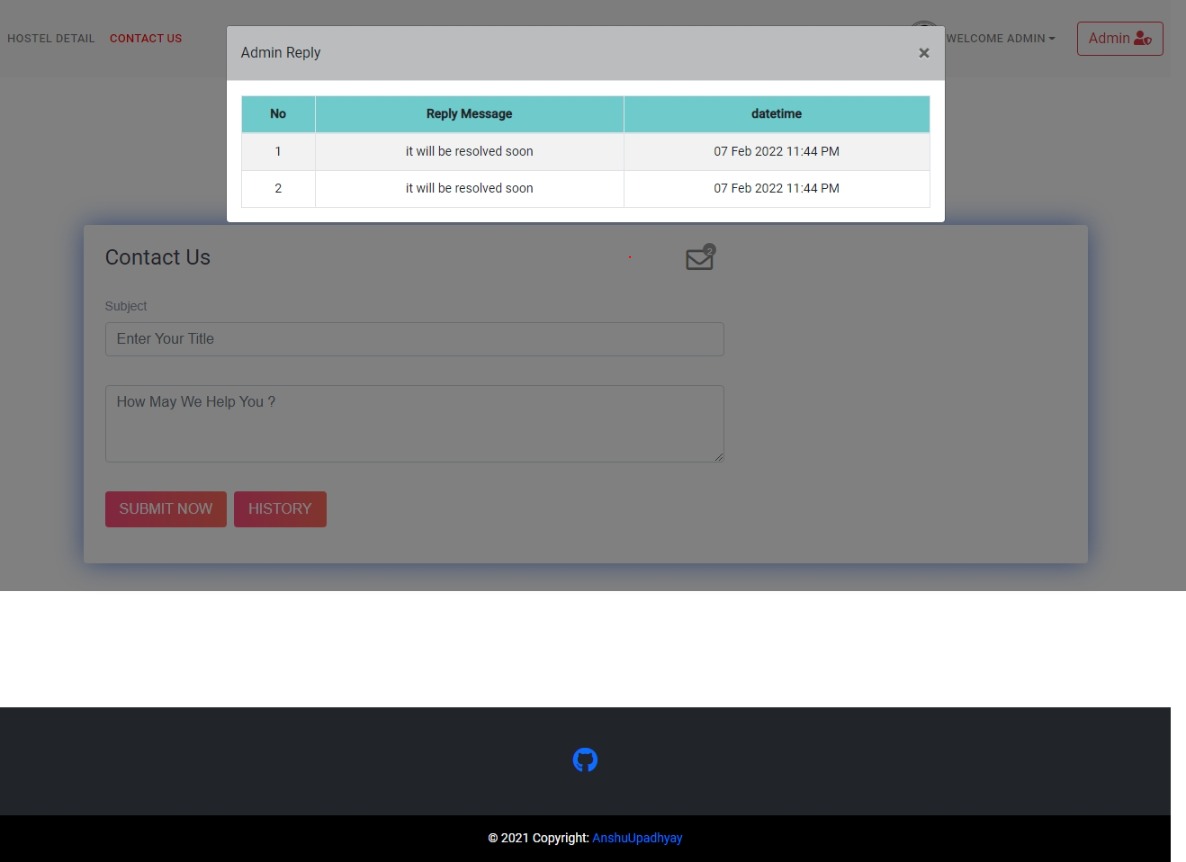 HOSTEL DETAIL CONTACT US WELCOME ADMIN Admin
Admin Reply ×
No Reply Message datetime
1 it will be resolved soon 07 Feb 2022 11:44 PM
2 it will be resolved soon 07 Feb 2022 11:44 PM
Contact Us 2
Subject
Enter Your Title
How May We Help You ?
SUBMIT NOW HISTORY
© 2021 Copyright: AnshuUpadhyay